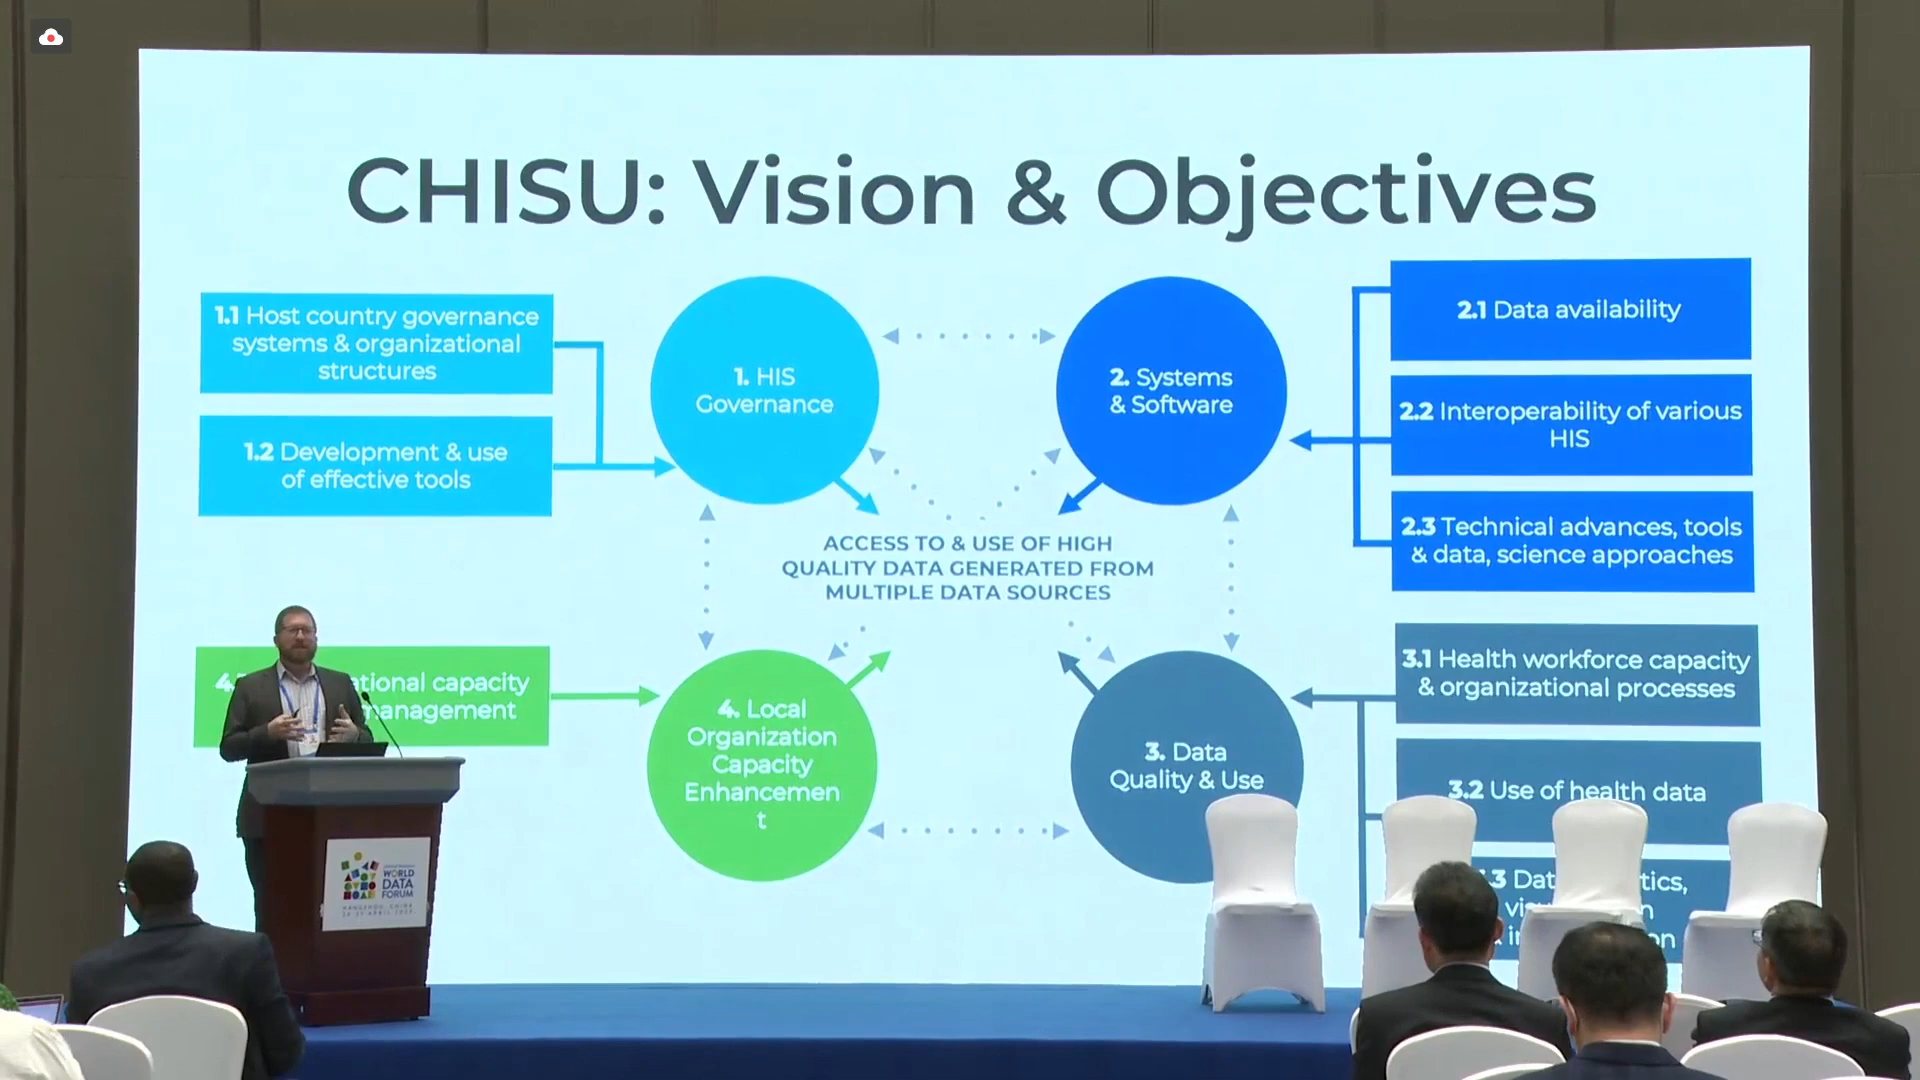 CHISU: Vision & Objectives
1.1 Host country governance
systems & organizational
structures
1.2 Development & use
of effective tools
1. HIS
Governance
2. Systems
& Software
2.1 Data availability
2.2 Interoperability of various
HIS
2.3 Technical advances, tools
& data, science approaches
ACCESS TO & USE OF HIGH
QUALITY DATA GENERATED FROM
MULTIPLE DATA SOURCES
capacity
management
4. Local
Organization
Capacity
Enhancemen
t
3. Data
Quality & Use
3.1 Health workforce capacity
& organizational processes
3.2 Use of health data
WORLD
DATA
FORUM
HANGZHOU, CHINA